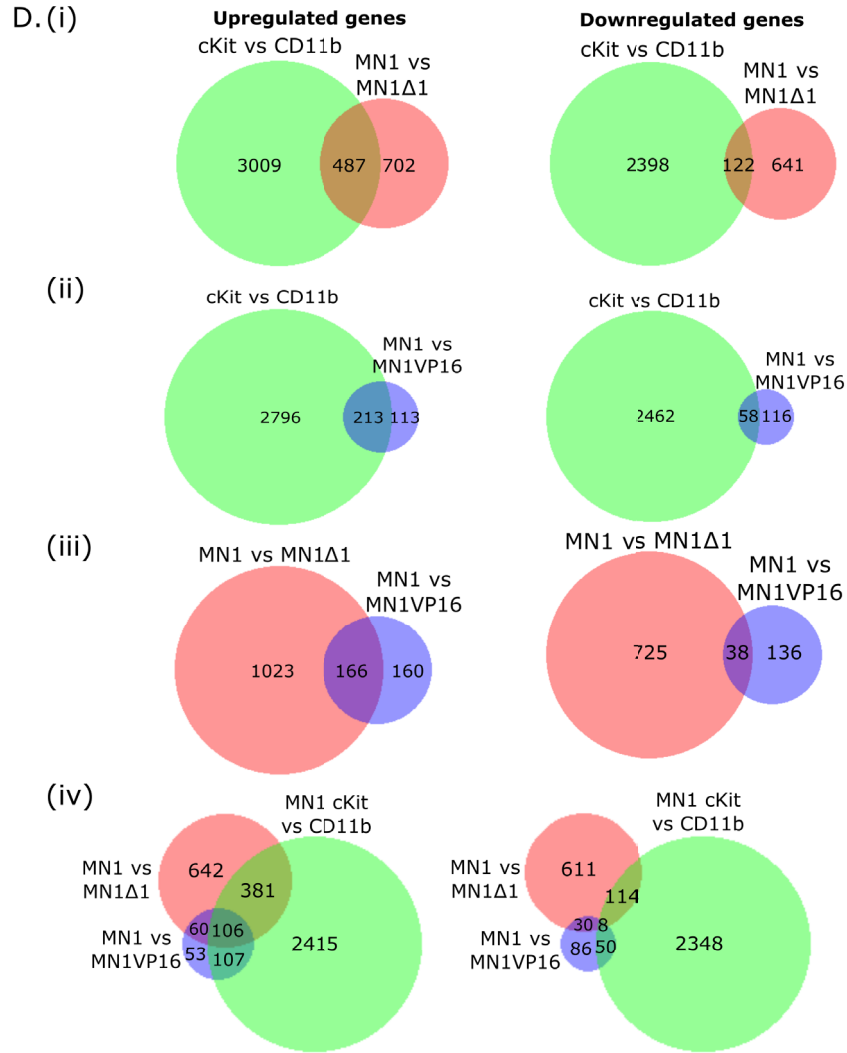 D. (i)
Upregulated genes
Downregulated genes
cKit vs CD11b
MN1 vs
MN1Δ1
3009
487
702
cKit vs CD11b
MN1 vs
MN1Δ1
2398
122
641
(ii)
cKit vs CD11b
MN1 vs
MN1VP16
2796
213
113
cKit vs CD11b
MN1 vs
MN1VP16
2462
58
116
(iii)
MN1 vs MN1Δ1
MN1 vs
MN1VP16
1023
166
160
MN1 vs MN1Δ1
MN1 vs
MN1VP16
725
38
136
(iv)
MN1 cKit
vs CD11b
MN1 vs
MN1Δ1
642
381
60
106
2415
MN1 vs
MN1VP16
53
107
MN1 cKit
vs CD11b
MN1 vs
MN1Δ1
611
114
30
8
2348
MN1 vs
MN1VP16
86
50